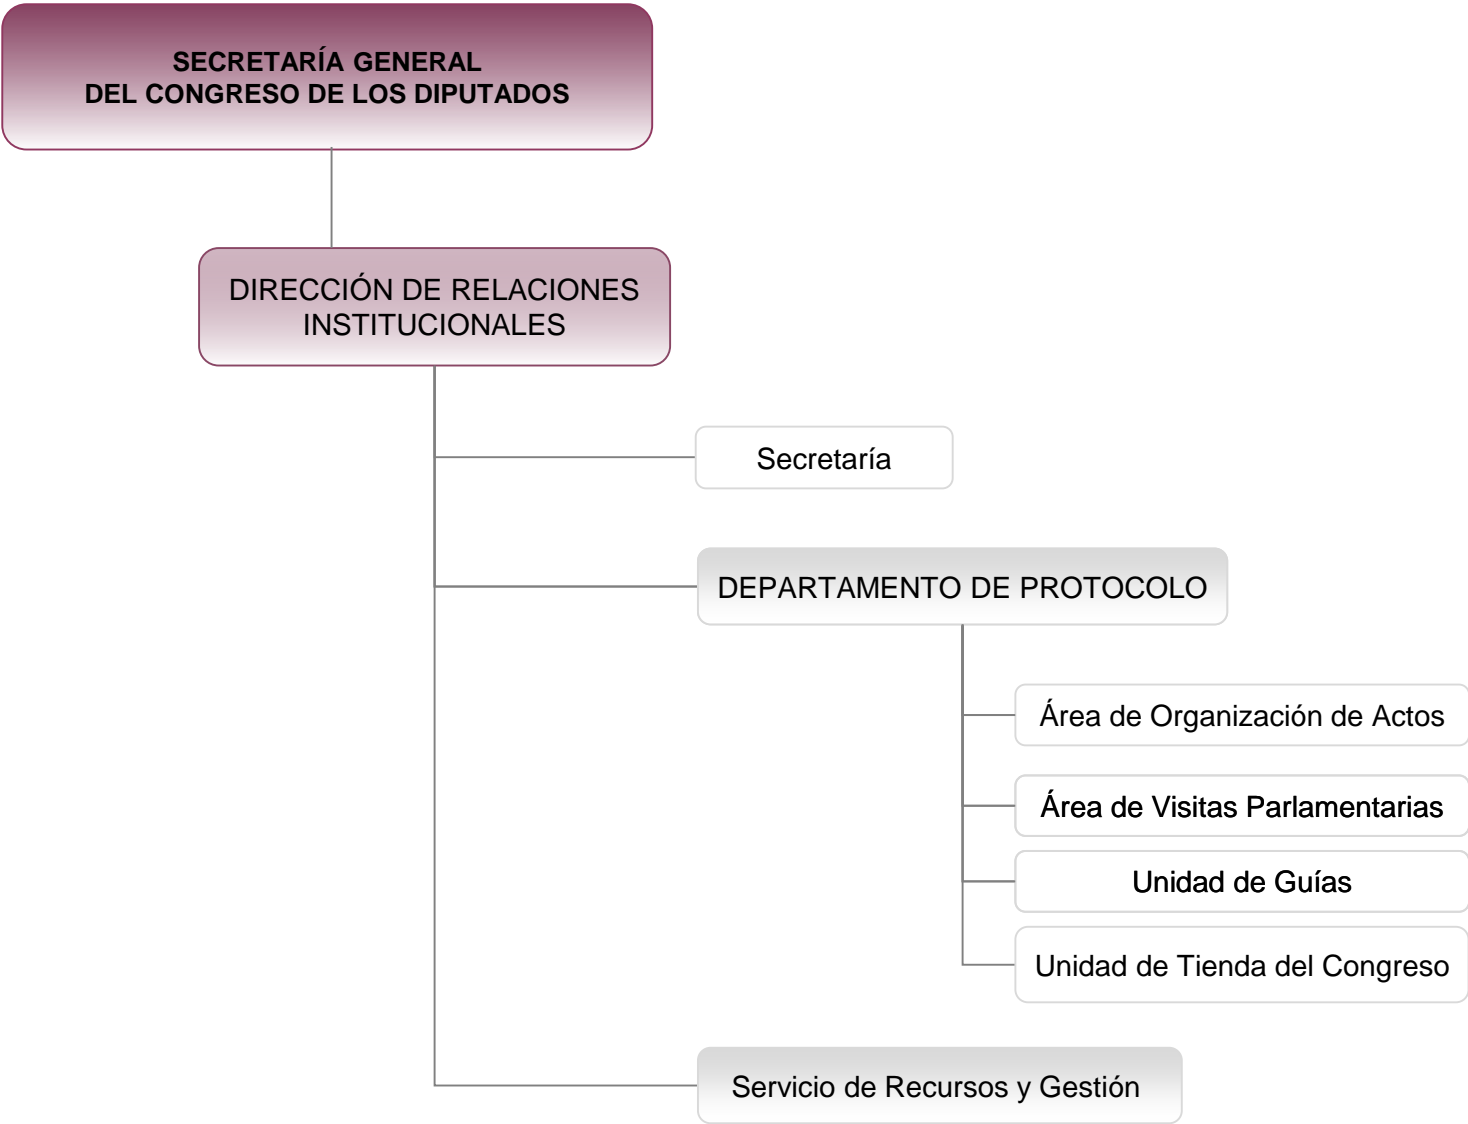 SECRETARÍA GENERAL
DEL CONGRESO DE LOS DIPUTADOS
DIRECCIÓN DE RELACIONES
INSTITUCIONALES
Secretaría
DEPARTAMENTO DE PROTOCOLO
Área de Organización de Actos
Área de Visitas Parlamentarias
Unidad de Guías
Unidad de Tienda del Congreso
Servicio de Recursos y Gestión